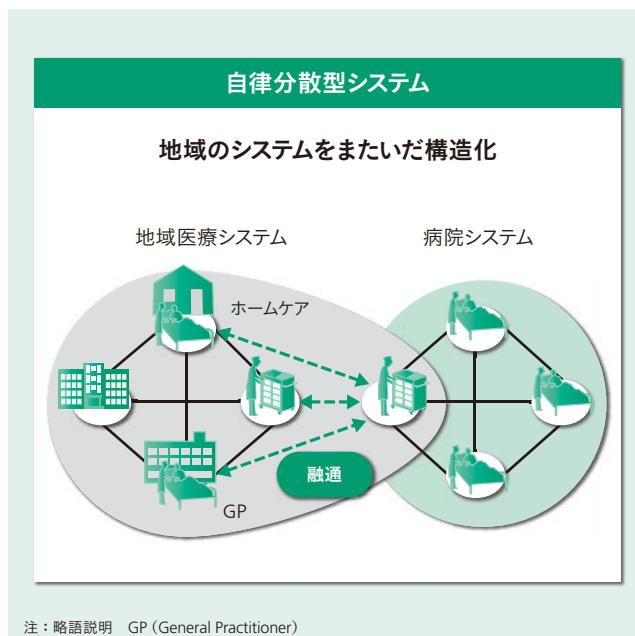 自律分散型システム
地域のシステムをまたいだ構造化
地域医療システム
病院システム
ホームケア
融通
GP
注：略語説明　GP（General Practitioner）